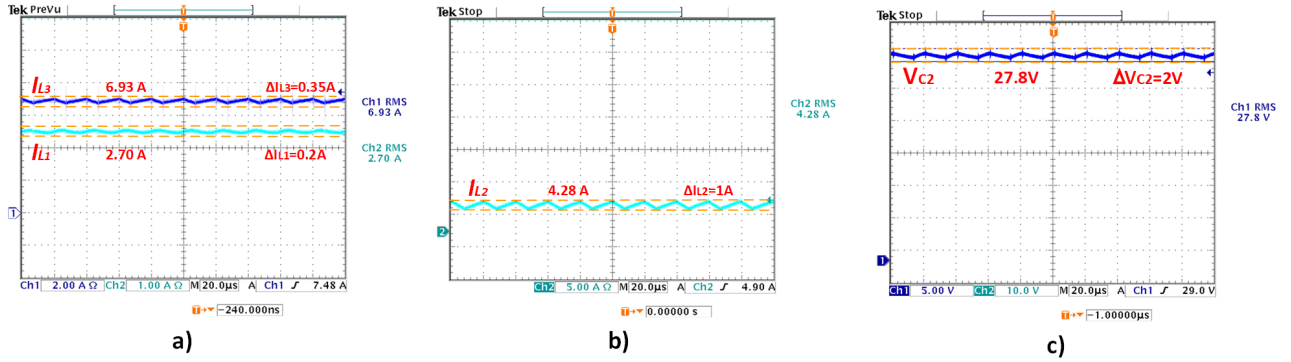 Tek PreVu
T
T
I_L3 6.93 A ΔI_L3=0.35A
Ch1 RMS
6.93 A
I_L1 2.70 A ΔI_L1=0.2A
Ch2 RMS
2.70 A
1
Ch1 2.00 A Ω Ch2 1.00 A Ω M 20.0µs A Ch1 7.48 A
T -240.000ns
a)
Tek Stop
T
T
Ch2 RMS
4.28 A
I_L2 4.28 A ΔI_L2=1A
2
Ch2 5.00 A Ω M 20.0µs A Ch2 4.90 A
T 0.00000 s
b)
Tek Stop
T
T
V_C2 27.8V ΔV_C2=2V
Ch1 RMS
27.8 V
1
Ch1 5.00 V Ch2 10.0 V M 20.0µs A Ch1 29.0 V
T -1.00000µs
c)